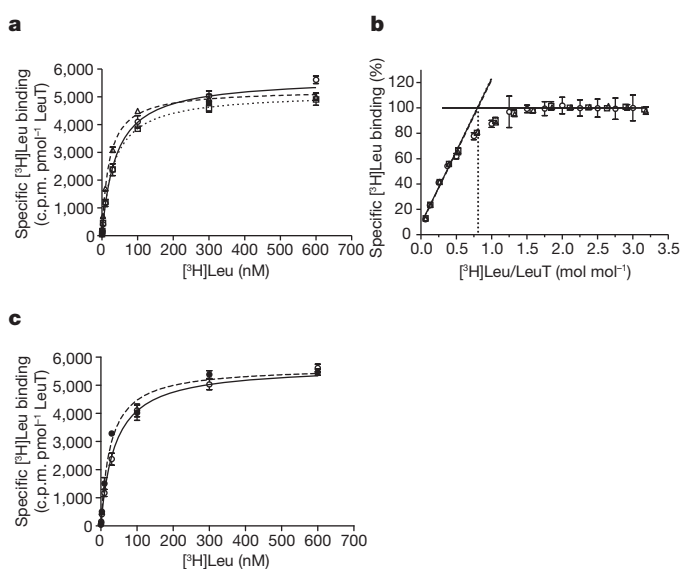 a
Specific [³H]Leu binding
(c.p.m. pmol⁻¹ LeuT)
6,000
5,000
4,000
3,000
2,000
1,000
0
0 100 200 300 400 500 600 700
[³H]Leu (nM)
b
Specific [³H]Leu binding (%)
120
100
80
60
40
20
0
0.0 0.5 1.0 1.5 2.0 2.5 3.0 3.5
[³H]Leu/LeuT (mol mol⁻¹)
c
Specific [³H]Leu binding
(c.p.m. pmol⁻¹ LeuT)
6,000
5,000
4,000
3,000
2,000
1,000
0
0 100 200 300 400 500 600 700
[³H]Leu (nM)